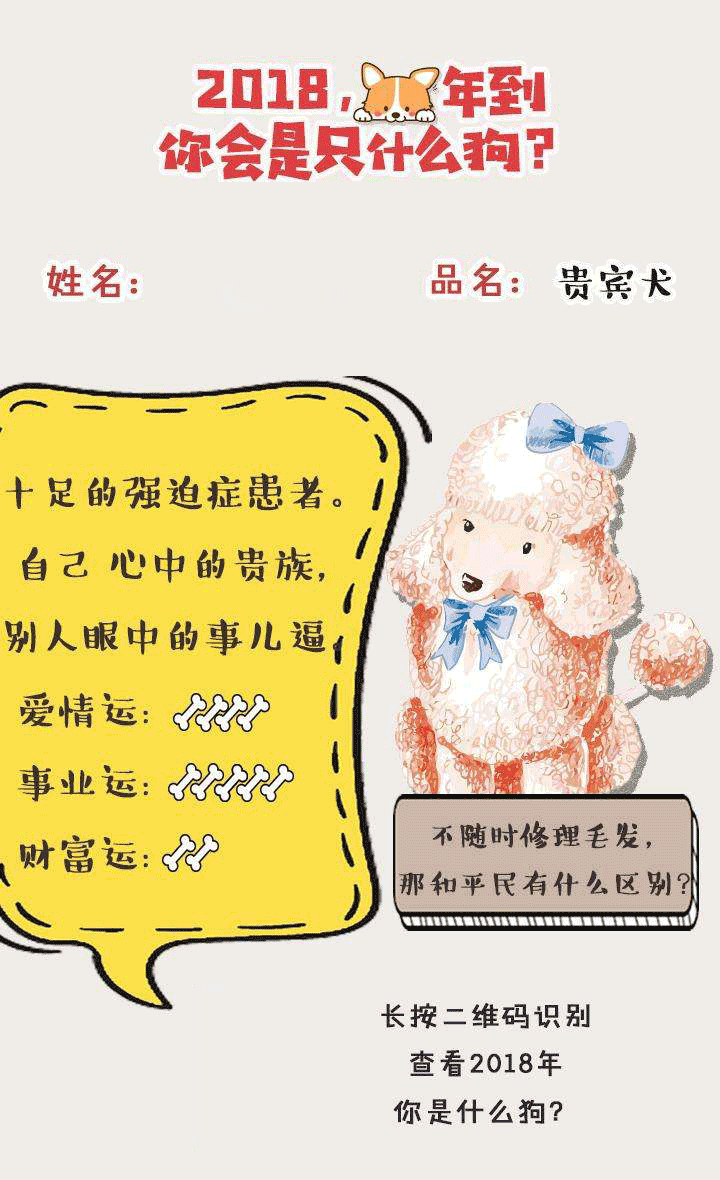 2018，年到
你会是只什么狗？
姓名：
品名：贵宾犬
十足的强迫症患者。
自己心中的贵族，
别人眼中的事儿逼。
爱情运：
事业运：
财富运：
不随时修理毛发，
那和平民有什么区别？
长按二维码识别
查看2018年
你是什么狗？